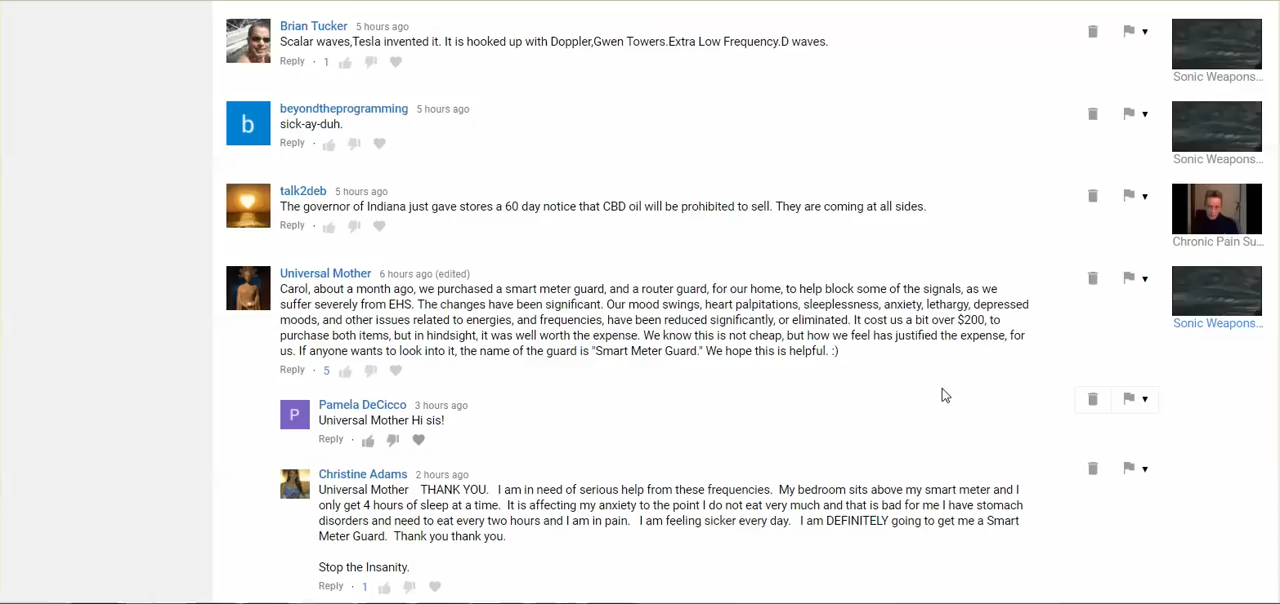 Brian Tucker 5 hours ago
Scalar waves,Tesla invented it. It is hooked up with Doppler,Gwen Towers.Extra Low Frequency.D waves.
Reply · 1
Sonic Weapons...
b
beyondtheprogramming 5 hours ago
sick-ay-duh.
Reply ·
Sonic Weapons...
talk2deb 5 hours ago
The governor of Indiana just gave stores a 60 day notice that CBD oil will be prohibited to sell. They are coming at all sides.
Reply ·
Chronic Pain Su...
Universal Mother 6 hours ago (edited)
Carol, about a month ago, we purchased a smart meter guard, and a router guard, for our home, to help block some of the signals, as we
suffer severely from EHS. The changes have been significant. Our mood swings, heart palpitations, sleeplessness, anxiety, lethargy, depressed
moods, and other issues related to energies, and frequencies, have been reduced significantly, or eliminated. It cost us a bit over $200, to
purchase both items, but in hindsight, it was well worth the expense. We know this is not cheap, but how we feel has justified the expense, for
us. If anyone wants to look into it, the name of the guard is "Smart Meter Guard." We hope this is helpful. :)
Reply · 5
Sonic Weapons...
P
Pamela DeCicco 3 hours ago
Universal Mother Hi sis!
Reply ·
Christine Adams 2 hours ago
Universal Mother THANK YOU. I am in need of serious help from these frequencies. My bedroom sits above my smart meter and I
only get 4 hours of sleep at a time. It is affecting my anxiety to the point I do not eat very much and that is bad for me I have stomach
disorders and need to eat every two hours and I am in pain. I am feeling sicker every day. I am DEFINITELY going to get me a Smart
Meter Guard. Thank you thank you.
Stop the Insanity.
Reply · 1